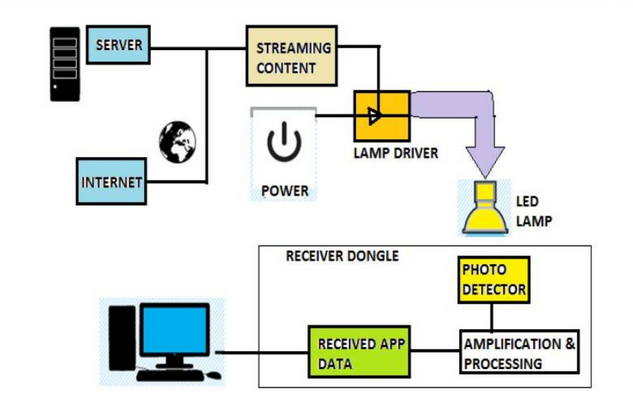 SERVER
STREAMING
CONTENT
LAMP DRIVER
POWER
INTERNET
LED
LAMP
RECEIVER DONGLE
PHOTO
DETECTOR
RECEIVED APP
DATA
AMPLIFICATION &
PROCESSING